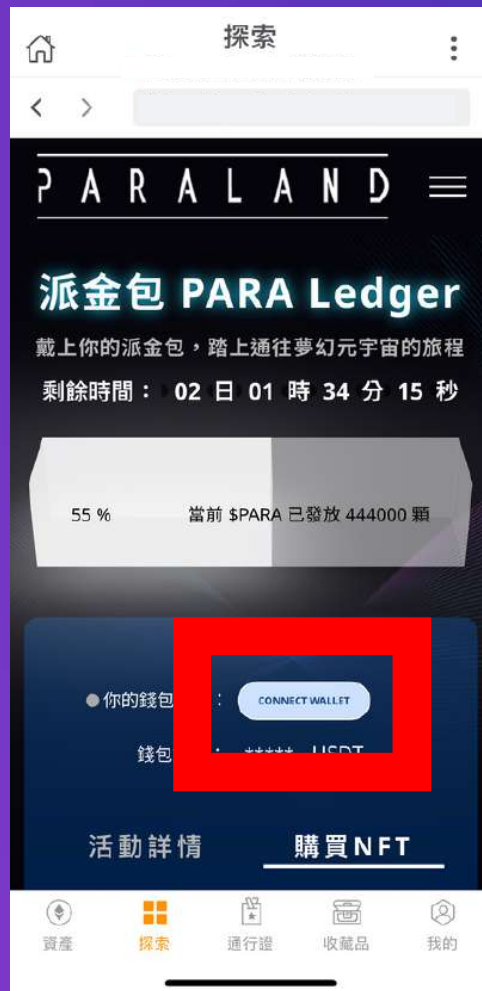 探索
PARALAND
派金包 PARA Ledger
戴上你的派金包，踏上通往夢幻元宇宙的旅程
剩餘時間： 02 日 01 時 34 分 15 秒
55 % 當前 $PARA 已發放 444000 顆
你的錢包 ： CONNECT WALLET
錢包 ： ***** USDT
活動詳情 購買NFT
資產 探索 通行證 收藏品 我的